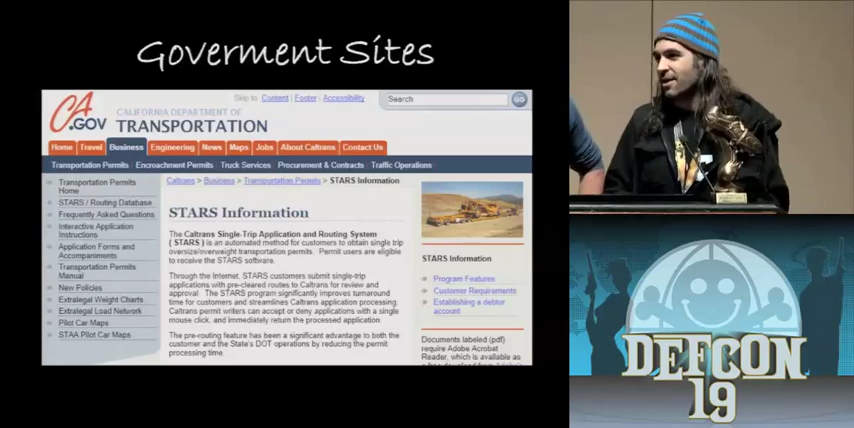 Goverment Sites
Skip to: Content | Footer | Accessibility
Search
GO
CA
.GOV
CALIFORNIA DEPARTMENT OF
TRANSPORTATION
Home
Travel
Business
Engineering
News
Maps
Jobs
About Caltrans
Contact Us
Transportation Permits
Encroachment Permits
Truck Services
Procurement & Contracts
Traffic Operations
Transportation Permits
Home
STARS / Routing Database
Frequently Asked Questions
Interactive Application
Instructions
Application Forms and
Accompaniments
Transportation Permits
Manual
New Policies
Extralegal Weight Charts
Extralegal Load Network
Pilot Car Maps
STAA Pilot Car Maps
Caltrans > Business > Transportation Permits > STARS Information
STARS Information
The Caltrans Single-Trip Application and Routing System
( STARS ) is an automated method for customers to obtain single trip
oversize/overweight transportation permits. Permit users are eligible
to receive the STARS software.
Through the Internet, STARS customers submit single-trip
applications with pre-cleared routes to Caltrans for review and
approval. The STARS program significantly improves turnaround
time for customers and streamlines Caltrans application processing.
Caltrans permit writers can accept or deny applications with a single
mouse click, and immediately return the processed application.
The pre-routing feature has been a significant advantage to both the
customer and the State's DOT operations by reducing the permit
processing time.
STARS Information
Program Features
Customer Requirements
Establishing a debtor
account
Documents labeled (pdf)
require Adobe Acrobat
Reader, which is available as
DEFCON
19